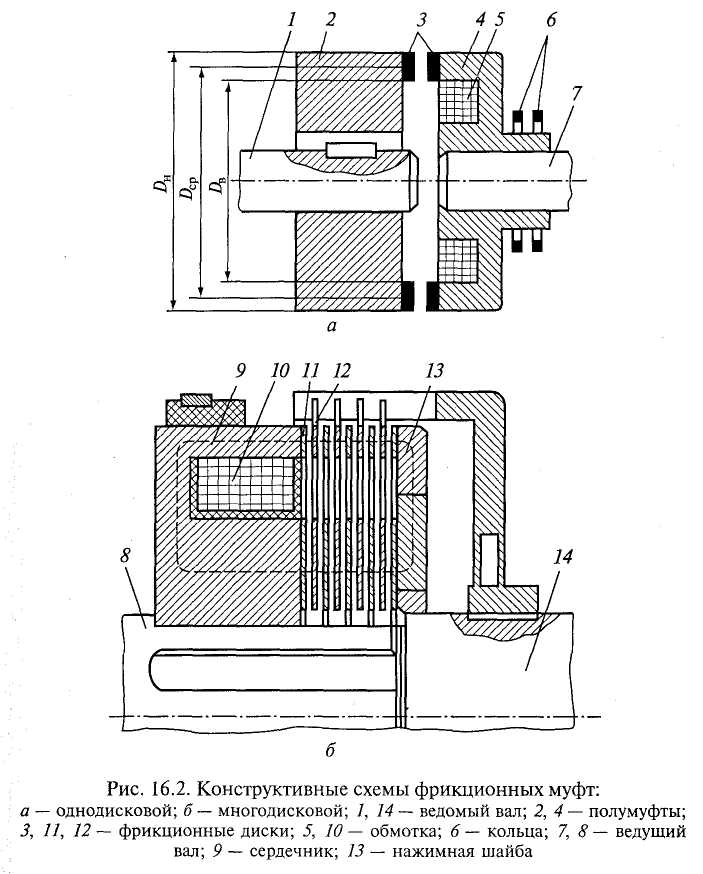 1 2 3 4 5 6
7
Dн
Dср
Dв
а
9 10 11 12 13
8
14
б
Рис. 16.2. Конструктивные схемы фрикционных муфт:
а — однодисковой; б — многодисковой; 1, 14 — ведомый вал; 2, 4 — полумуфты;
3, 11, 12 — фрикционные диски; 5, 10 — обмотка; 6 — кольца; 7, 8 — ведущий
вал; 9 — сердечник; 13 — нажимная шайба